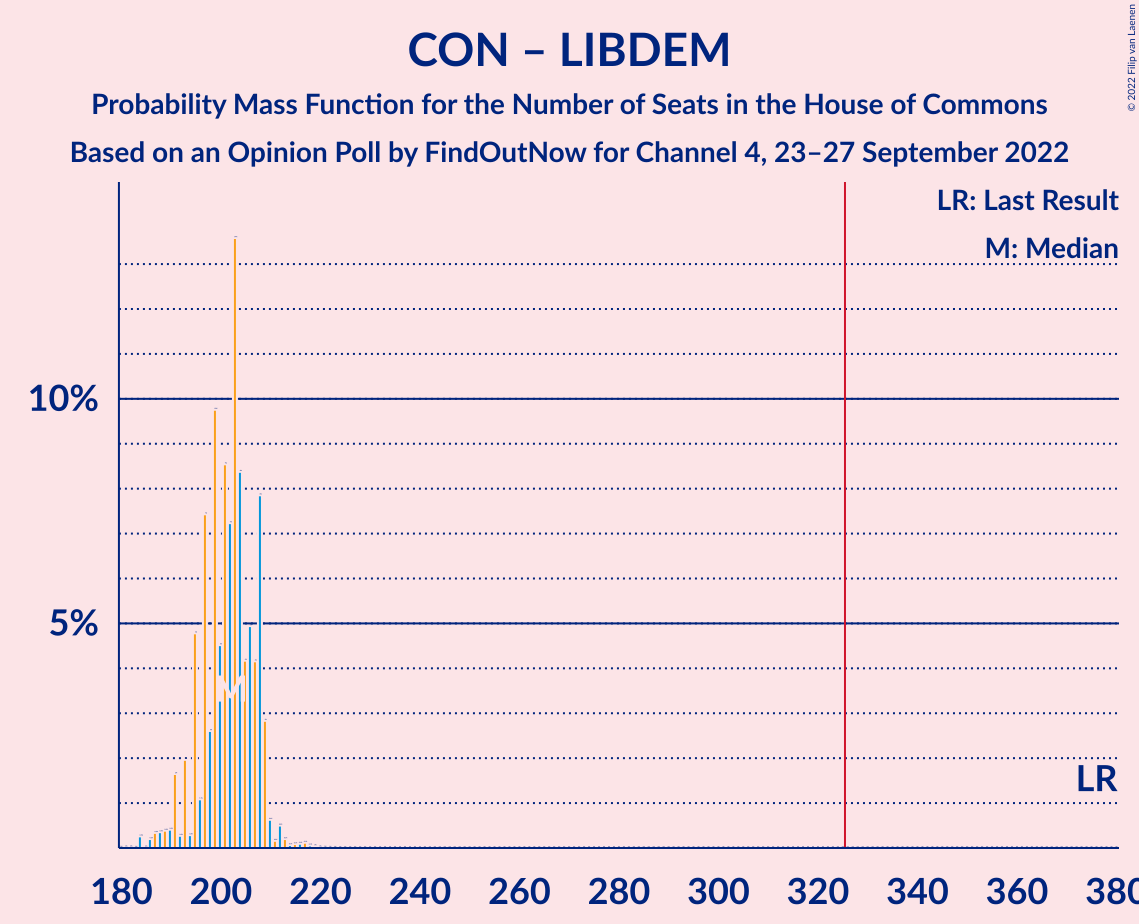 CON – LIBDEM
Probability Mass Function for the Number of Seats in the House of Commons
Based on an Opinion Poll by FindOutNow for Channel 4, 23–27 September 2022
© 2022 Filip van Laenen
LR: Last Result
M: Median
10%
5%
M
LR
180 200 220 240 260 280 300 320 340 360 380